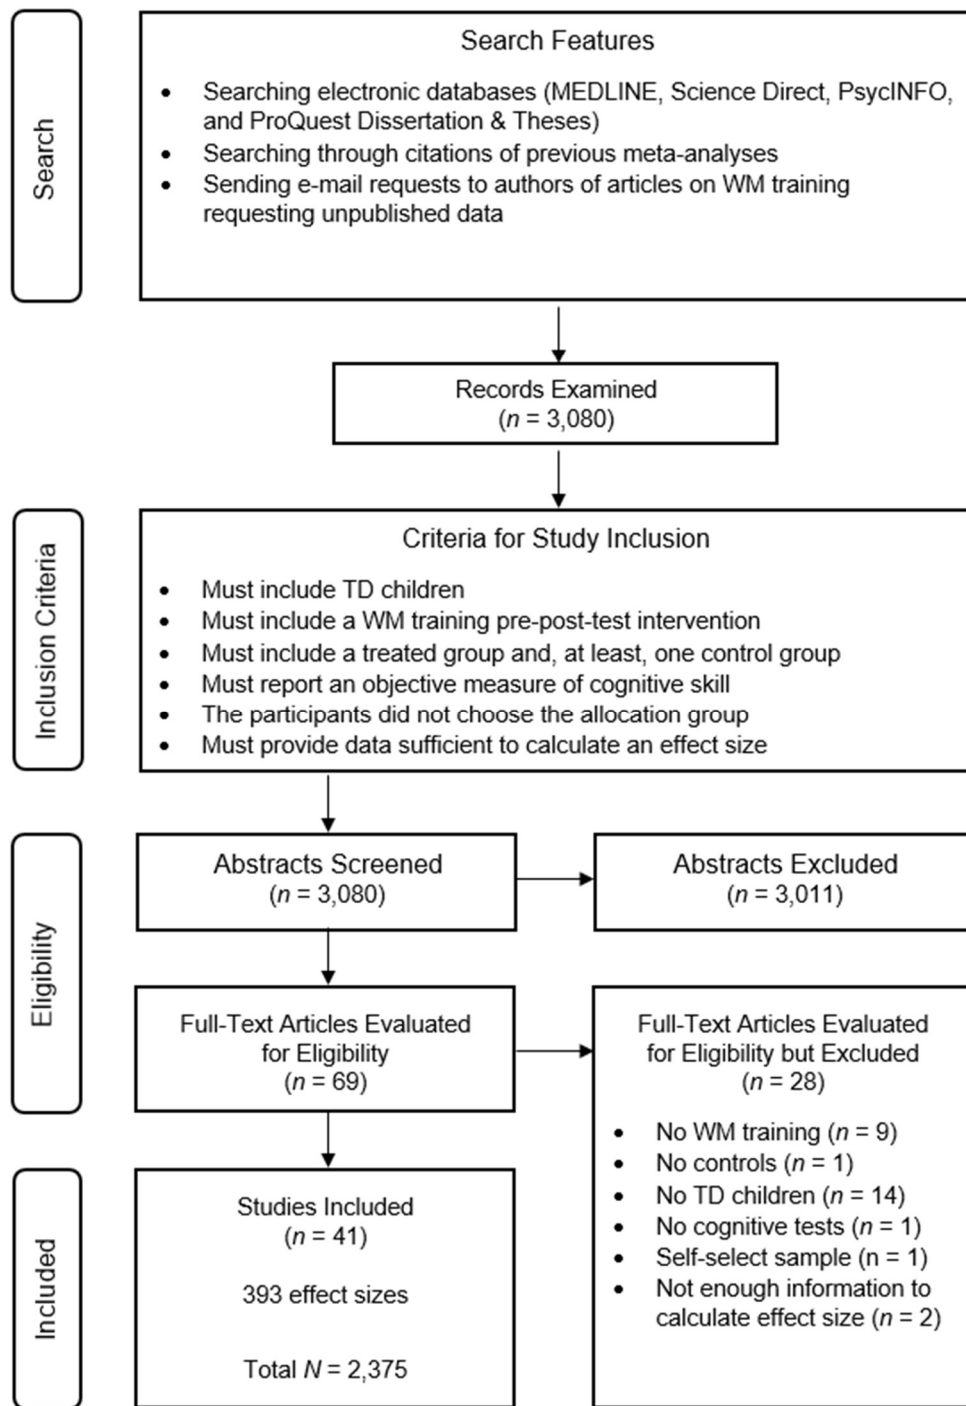 Search
Search Features
• Searching electronic databases (MEDLINE, Science Direct, PsycINFO,
and ProQuest Dissertation & Theses)
• Searching through citations of previous meta-analyses
• Sending e-mail requests to authors of articles on WM training
requesting unpublished data
Records Examined
(n = 3,080)
Inclusion Criteria
Criteria for Study Inclusion
• Must include TD children
• Must include a WM training pre-post-test intervention
• Must include a treated group and, at least, one control group
• Must report an objective measure of cognitive skill
• The participants did not choose the allocation group
• Must provide data sufficient to calculate an effect size
Eligibility
Abstracts Screened
(n = 3,080)
Abstracts Excluded
(n = 3,011)
Full-Text Articles Evaluated
for Eligibility
(n = 69)
Full-Text Articles Evaluated
for Eligibility but Excluded
(n = 28)
• No WM training (n = 9)
• No controls (n = 1)
• No TD children (n = 14)
• No cognitive tests (n = 1)
• Self-select sample (n = 1)
• Not enough information to
calculate effect size (n = 2)
Included
Studies Included
(n = 41)
393 effect sizes
Total N = 2,375